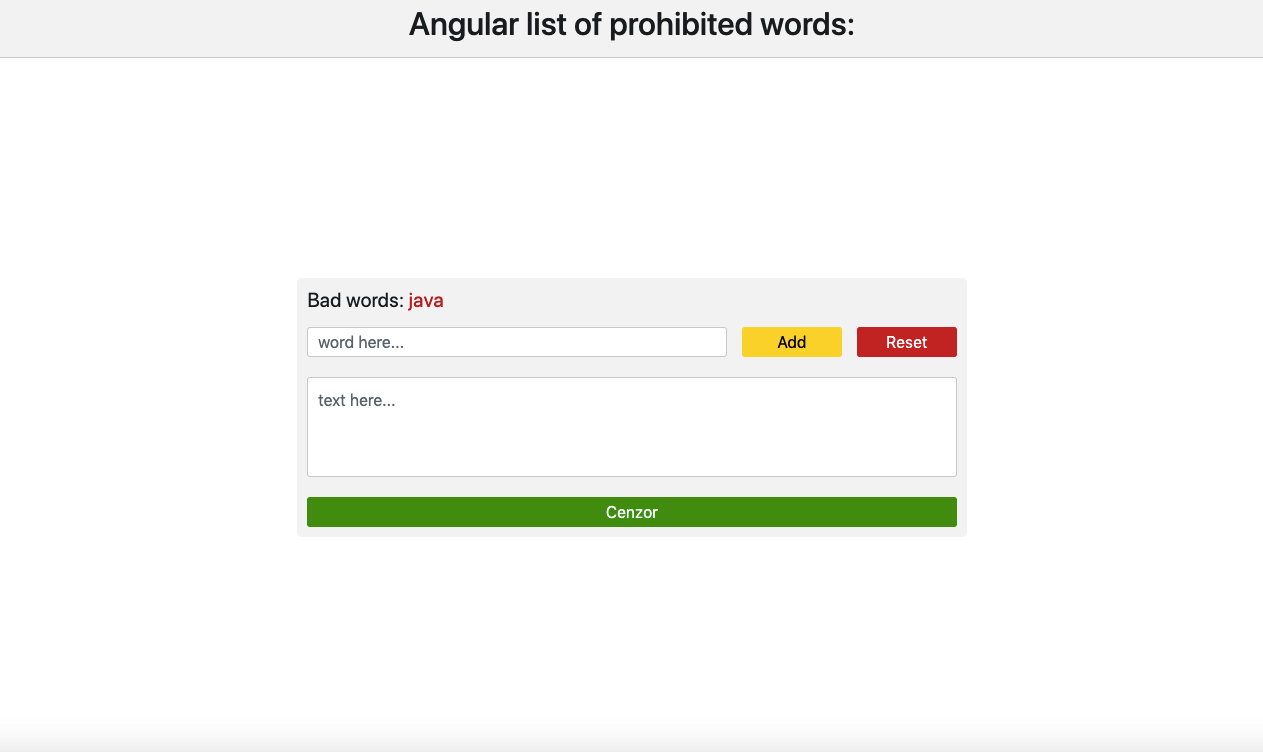 Angular list of prohibited words:
Bad words: java
word here...
Add
Reset
text here...
Cenzor